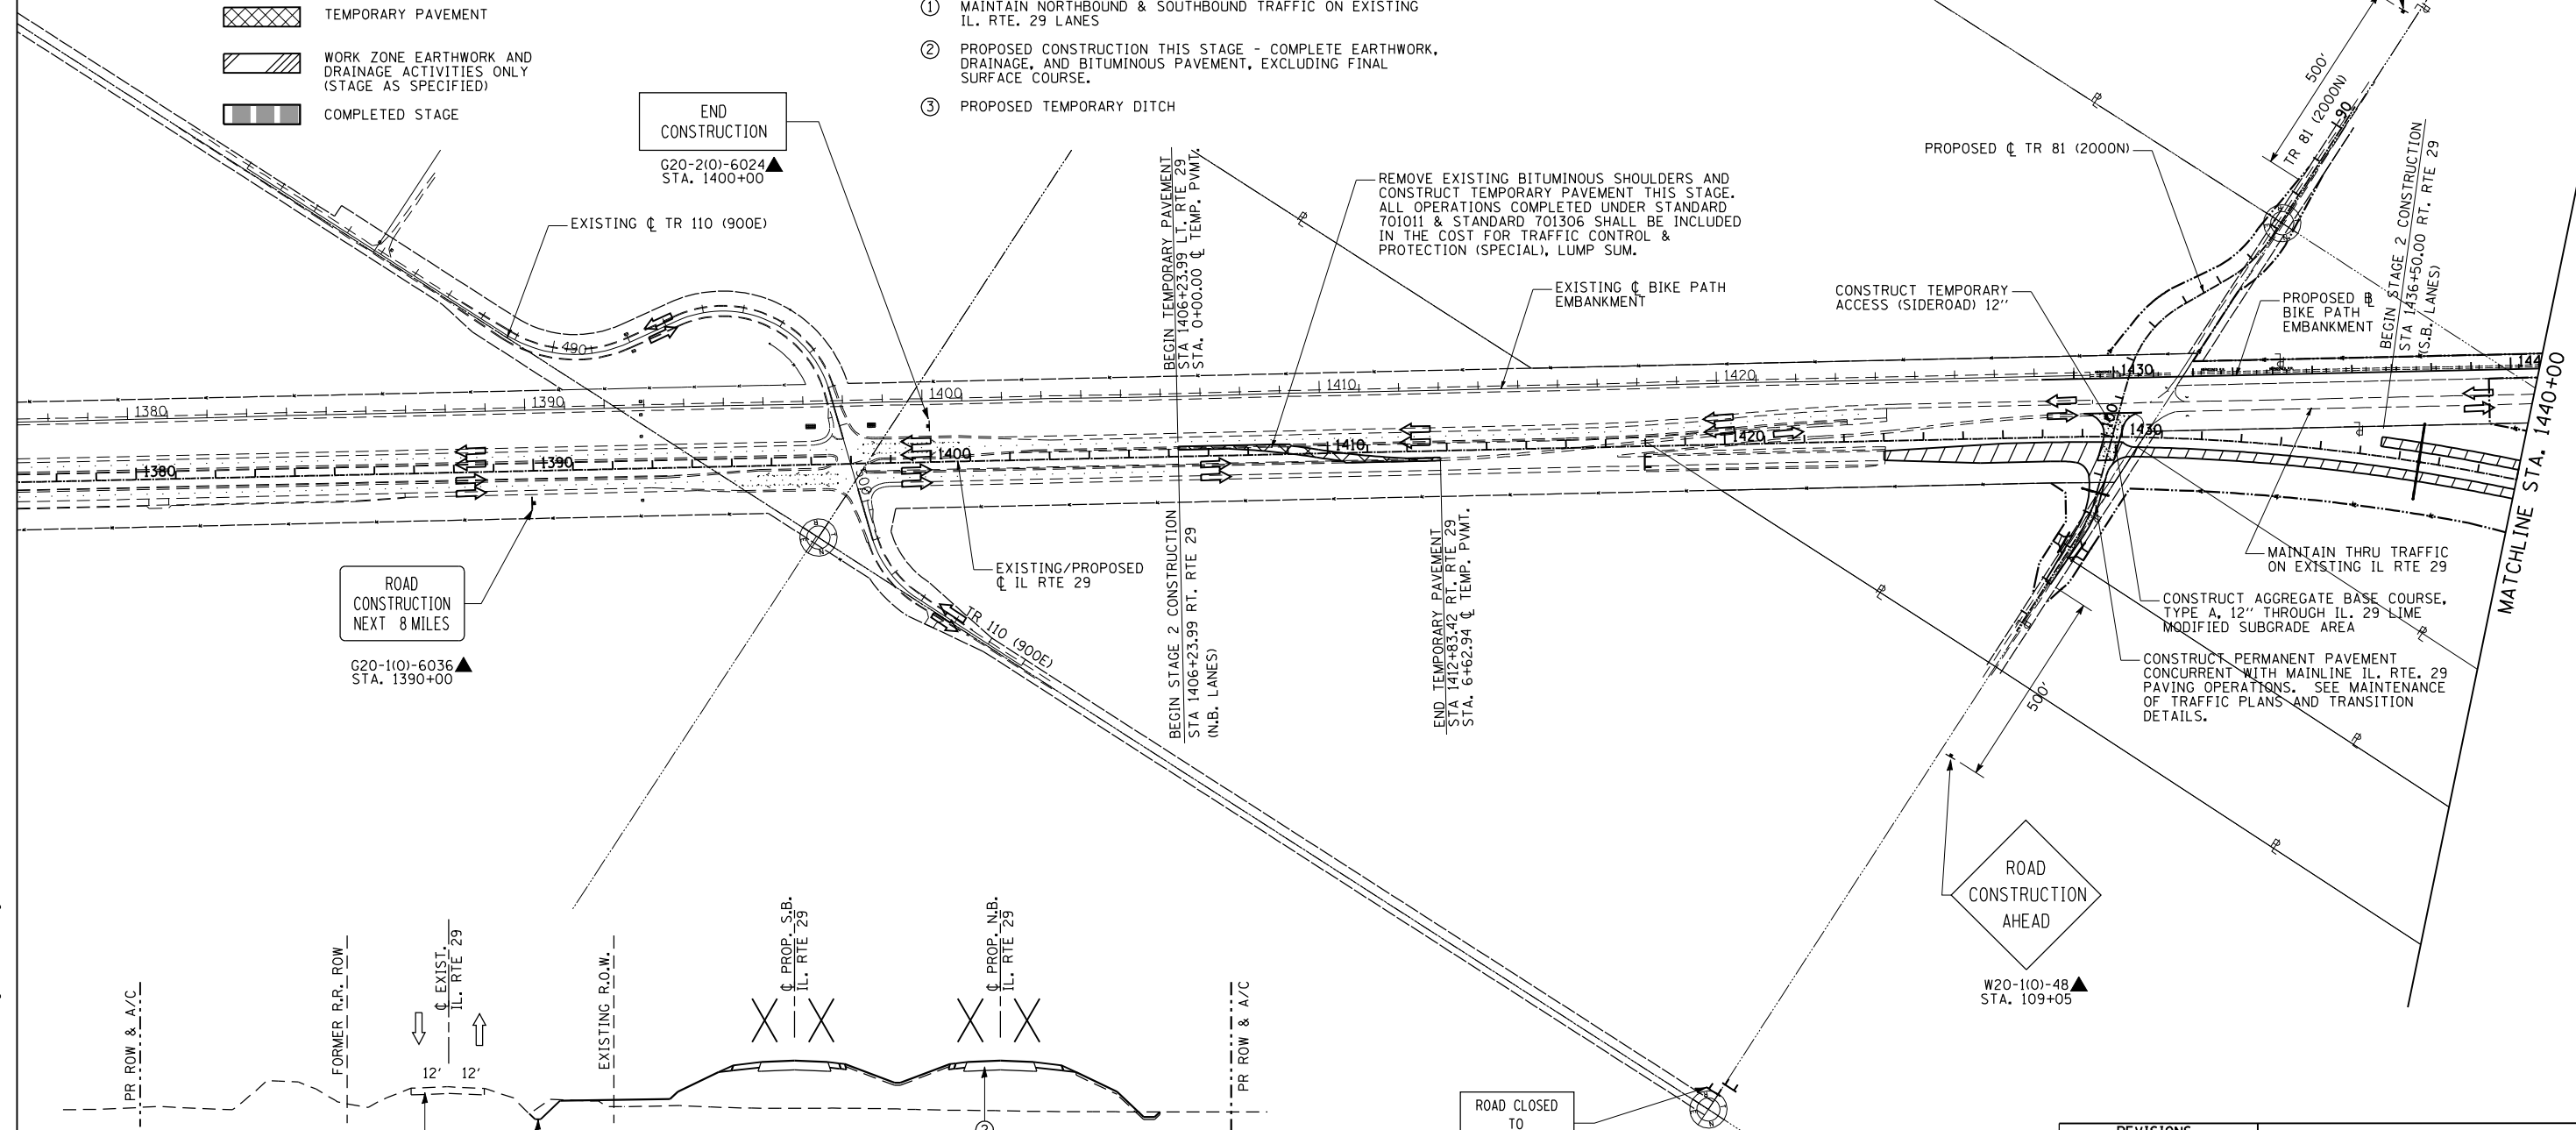 TEMPORARY PAVEMENT
WORK ZONE EARTHWORK AND
DRAINAGE ACTIVITIES ONLY
(STAGE AS SPECIFIED)
COMPLETED STAGE
① MAINTAIN NORTHBOUND & SOUTHBOUND TRAFFIC ON EXISTING
IL. RTE. 29 LANES
② PROPOSED CONSTRUCTION THIS STAGE - COMPLETE EARTHWORK,
DRAINAGE, AND BITUMINOUS PAVEMENT, EXCLUDING FINAL
SURFACE COURSE.
③ PROPOSED TEMPORARY DITCH
END
CONSTRUCTION
G20-2(O)-6024
STA. 1400+00
EXISTING ℄ TR 110 (900E)
BEGIN TEMPORARY PAVEMENT
STA 1406+23.99 LT. RTE 29
STA. 0+00.00 ℄ TEMP. PVMT.
REMOVE EXISTING BITUMINOUS SHOULDERS AND
CONSTRUCT TEMPORARY PAVEMENT THIS STAGE.
ALL OPERATIONS COMPLETED UNDER STANDARD
701011 & STANDARD 701306 SHALL BE INCLUDED
IN THE COST FOR TRAFFIC CONTROL &
PROTECTION (SPECIAL), LUMP SUM.
EXISTING ℄ BIKE PATH
EMBANKMENT
PROPOSED ℄ TR 81 (2000N)
CONSTRUCT TEMPORARY
ACCESS (SIDEROAD) 12''
500'
TR 81 (2000N)
90
PROPOSED BL
BIKE PATH
EMBANKMENT
BEGIN STAGE 2 CONSTRUCTION
STA 1436+50.00 RT. RTE 29
(S.B. LANES)
490
1380
1390
1400
1410
1420
1430
144
1380
1390
1400
1410
1420
1430
100
MATCHLINE STA. 1440+00
ROAD
CONSTRUCTION
NEXT 8 MILES
G20-1(O)-6036
STA. 1390+00
EXISTING/PROPOSED
℄ IL RTE 29
TR 110 (900E)
BEGIN STAGE 2 CONSTRUCTION
STA 1406+23.99 RT. RTE 29
(N.B. LANES)
END TEMPORARY PAVEMENT
STA 1412+83.42 RT. RTE 29
STA. 6+62.94 ℄ TEMP. PVMT.
MAINTAIN THRU TRAFFIC
ON EXISTING IL RTE 29
CONSTRUCT AGGREGATE BASE COURSE,
TYPE A, 12'' THROUGH IL. 29 LIME
MODIFIED SUBGRADE AREA
CONSTRUCT PERMANENT PAVEMENT
CONCURRENT WITH MAINLINE IL. RTE. 29
PAVING OPERATIONS. SEE MAINTENANCE
OF TRAFFIC PLANS AND TRANSITION
DETAILS.
500'
ROAD
CONSTRUCTION
AHEAD
W20-1(O)-48
STA. 109+05
PR ROW & A/C
FORMER R.R. ROW
℄ EXIST.
IL. RTE 29
12' 12'
EXISTING R.O.W.
℄ PROP. S.B.
IL. RTE 29
℄ PROP. N.B.
IL. RTE 29
PR ROW & A/C
ROAD CLOSED
TO
REVISIONS